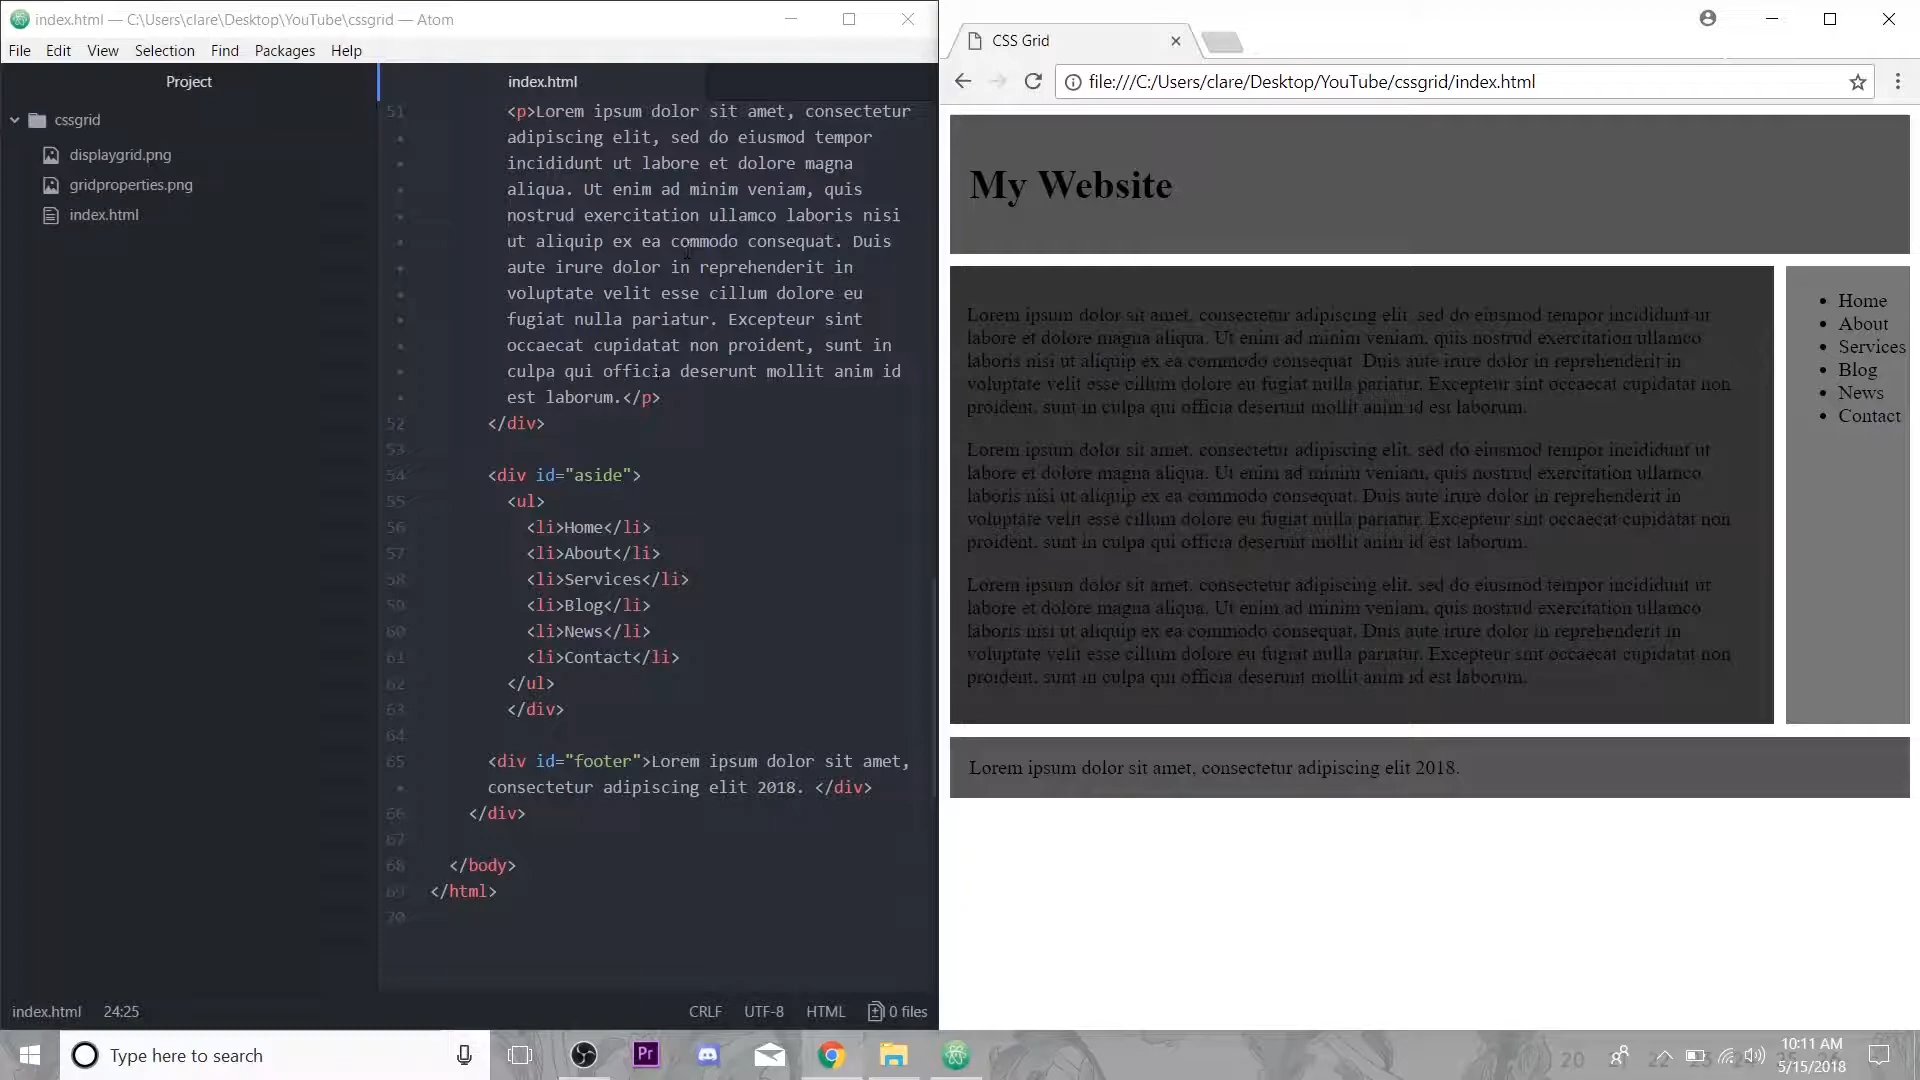 index.html — C:\Users\clare\Desktop\YouTube\cssgrid — Atom
File Edit View Selection Find Packages Help
Project
cssgrid
displaygrid.png
gridproperties.png
index.html
index.html
51 <p>Lorem ipsum dolor sit amet, consectetur
adipiscing elit, sed do eiusmod tempor
incididunt ut labore et dolore magna
aliqua. Ut enim ad minim veniam, quis
nostrud exercitation ullamco laboris nisi
ut aliquip ex ea commodo consequat. Duis
aute irure dolor in reprehenderit in
voluptate velit esse cillum dolore eu
fugiat nulla pariatur. Excepteur sint
occaecat cupidatat non proident, sunt in
culpa qui officia deserunt mollit anim id
est laborum.</p>
52 </div>
53
54 <div id="aside">
55 <ul>
56 <li>Home</li>
57 <li>About</li>
58 <li>Services</li>
59 <li>Blog</li>
60 <li>News</li>
61 <li>Contact</li>
62 </ul>
63 </div>
64
65 <div id="footer">Lorem ipsum dolor sit amet,
consectetur adipiscing elit 2018. </div>
66 </div>
67
68 </body>
69 </html>
70
index.html 24:25 CRLF UTF-8 HTML 0 files
CSS Grid
file:///C:/Users/clare/Desktop/YouTube/cssgrid/index.html
My Website
Lorem ipsum dolor sit amet, consectetur adipiscing elit, sed do eiusmod tempor incididunt ut
labore et dolore magna aliqua. Ut enim ad minim veniam, quis nostrud exercitation ullamco
laboris nisi ut aliquip ex ea commodo consequat. Duis aute irure dolor in reprehenderit in
voluptate velit esse cillum dolore eu fugiat nulla pariatur. Excepteur sint occaecat cupidatat non
proident, sunt in culpa qui officia deserunt mollit anim id est laborum.
Lorem ipsum dolor sit amet, consectetur adipiscing elit, sed do eiusmod tempor incididunt ut
labore et dolore magna aliqua. Ut enim ad minim veniam, quis nostrud exercitation ullamco
laboris nisi ut aliquip ex ea commodo consequat. Duis aute irure dolor in reprehenderit in
voluptate velit esse cillum dolore eu fugiat nulla pariatur. Excepteur sint occaecat cupidatat non
proident, sunt in culpa qui officia deserunt mollit anim id est laborum.
Lorem ipsum dolor sit amet, consectetur adipiscing elit, sed do eiusmod tempor incididunt ut
labore et dolore magna aliqua. Ut enim ad minim veniam, quis nostrud exercitation ullamco
laboris nisi ut aliquip ex ea commodo consequat. Duis aute irure dolor in reprehenderit in
voluptate velit esse cillum dolore eu fugiat nulla pariatur. Excepteur sint occaecat cupidatat non
proident, sunt in culpa qui officia deserunt mollit anim id est laborum.
Home
About
Services
Blog
News
Contact
Lorem ipsum dolor sit amet, consectetur adipiscing elit 2018.
Type here to search
Pr
20
10:11 AM
5/15/2018